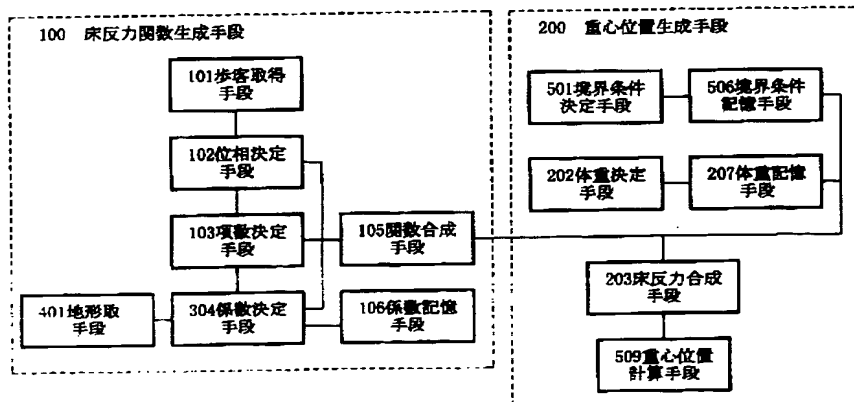 100 床反力関数生成手段
101歩客取得
手段
102位相決定
手段
103項数決定
手段
105関数合成
手段
401地形取
手段
304係数決定
手段
106係数記憶
手段
200 重心位置生成手段
501境界条件
決定手段
506境界条件
記憶手段
202体重決定
手段
207体重記憶
手段
203床反力合成
手段
509重心位置
計算手段